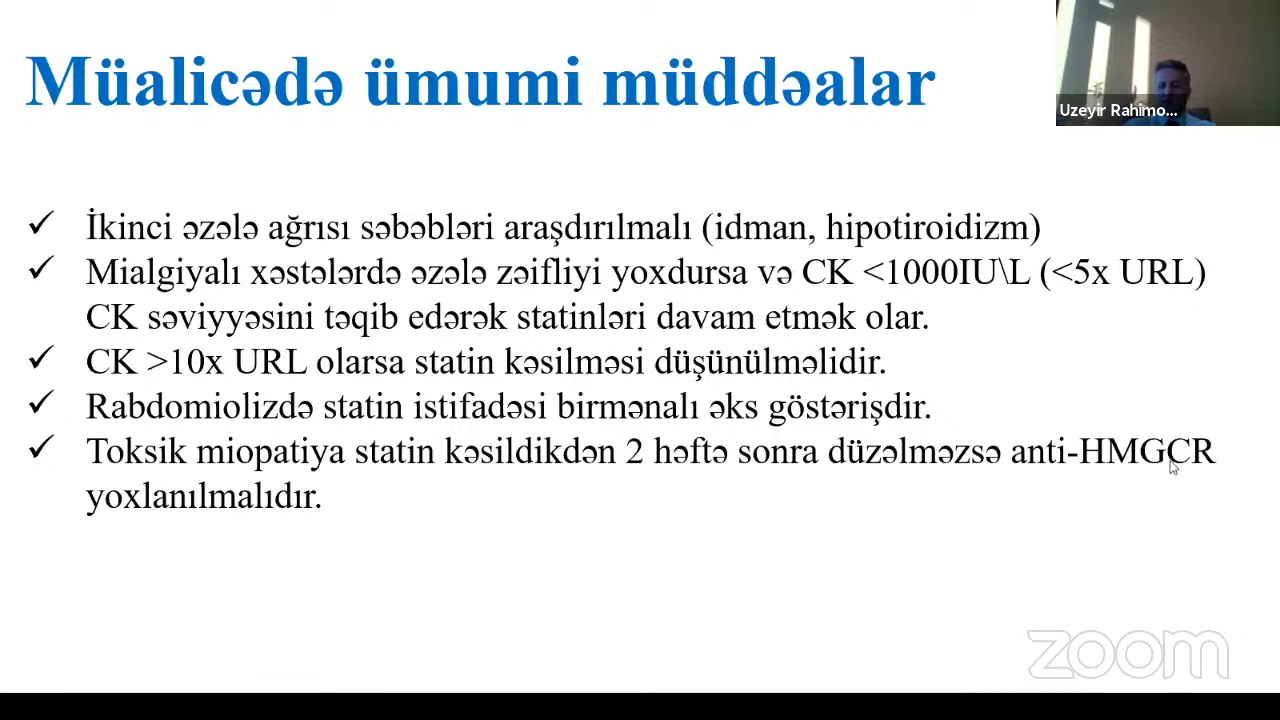 Müalicədə ümumi müddəalar
Uzeyir Rahimo...
✓ İkinci əzələ ağrısı səbəbləri araşdırılmalı (idman, hipotiroidizm)
✓ Mialgiyalı xəstələrdə əzələ zəifliyi yoxdursa və CK <1000IU\L (<5x URL)
CK səviyyəsini təqib edərək statinləri davam etmək olar.
✓ CK >10x URL olarsa statin kəsilməsi düşünülməlidir.
✓ Rabdomiolizdə statin istifadəsi birmənalı əks göstərişdir.
✓ Toksik miopatiya statin kəsildikdən 2 həftə sonra düzəlməzsə anti-HMGCR
yoxlanılmalıdır.
zoom